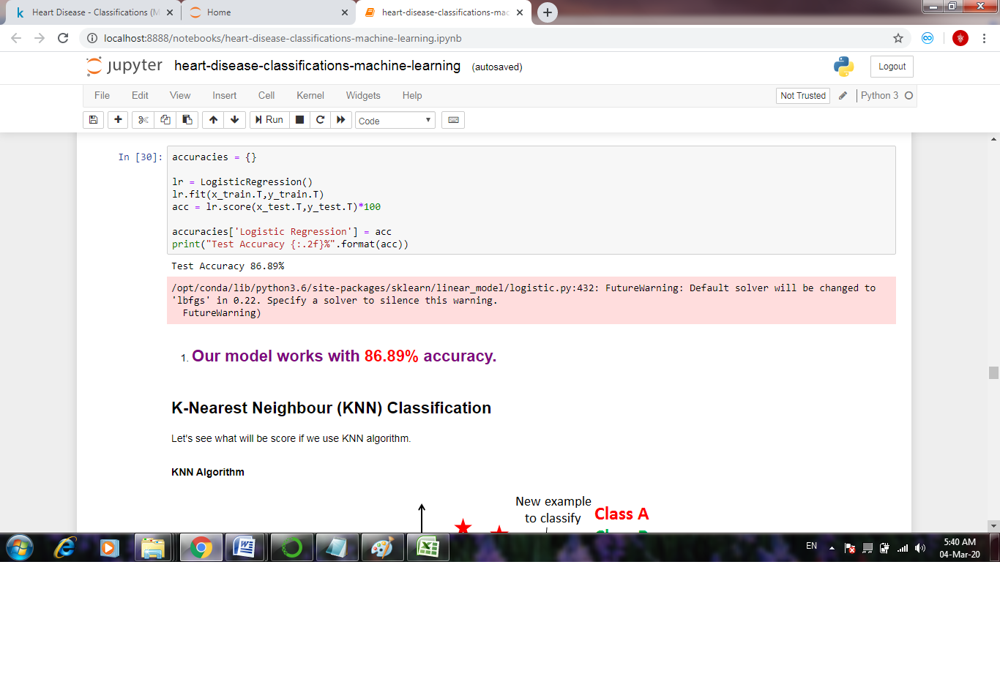 Heart Disease - Classifications (M
Home
heart-disease-classifications-mac
localhost:8888/notebooks/heart-disease-classifications-machine-learning.ipynb
jupyter heart-disease-classifications-machine-learning (autosaved)
Logout
File Edit View Insert Cell Kernel Widgets Help
Not Trusted
Python 3
Run
Code
In [30]: accuracies = {}
lr = LogisticRegression()
lr.fit(x_train.T,y_train.T)
acc = lr.score(x_test.T,y_test.T)*100
accuracies['Logistic Regression'] = acc
print("Test Accuracy {:.2f}%".format(acc))
Test Accuracy 86.89%
/opt/conda/lib/python3.6/site-packages/sklearn/linear_model/logistic.py:432: FutureWarning: Default solver will be changed to
'lbfgs' in 0.22. Specify a solver to silence this warning.
FutureWarning)
1. Our model works with 86.89% accuracy.
K-Nearest Neighbour (KNN) Classification
Let's see what will be score if we use KNN algorithm.
KNN Algorithm
New example
to classify
Class A
EN
5:40 AM
04-Mar-20